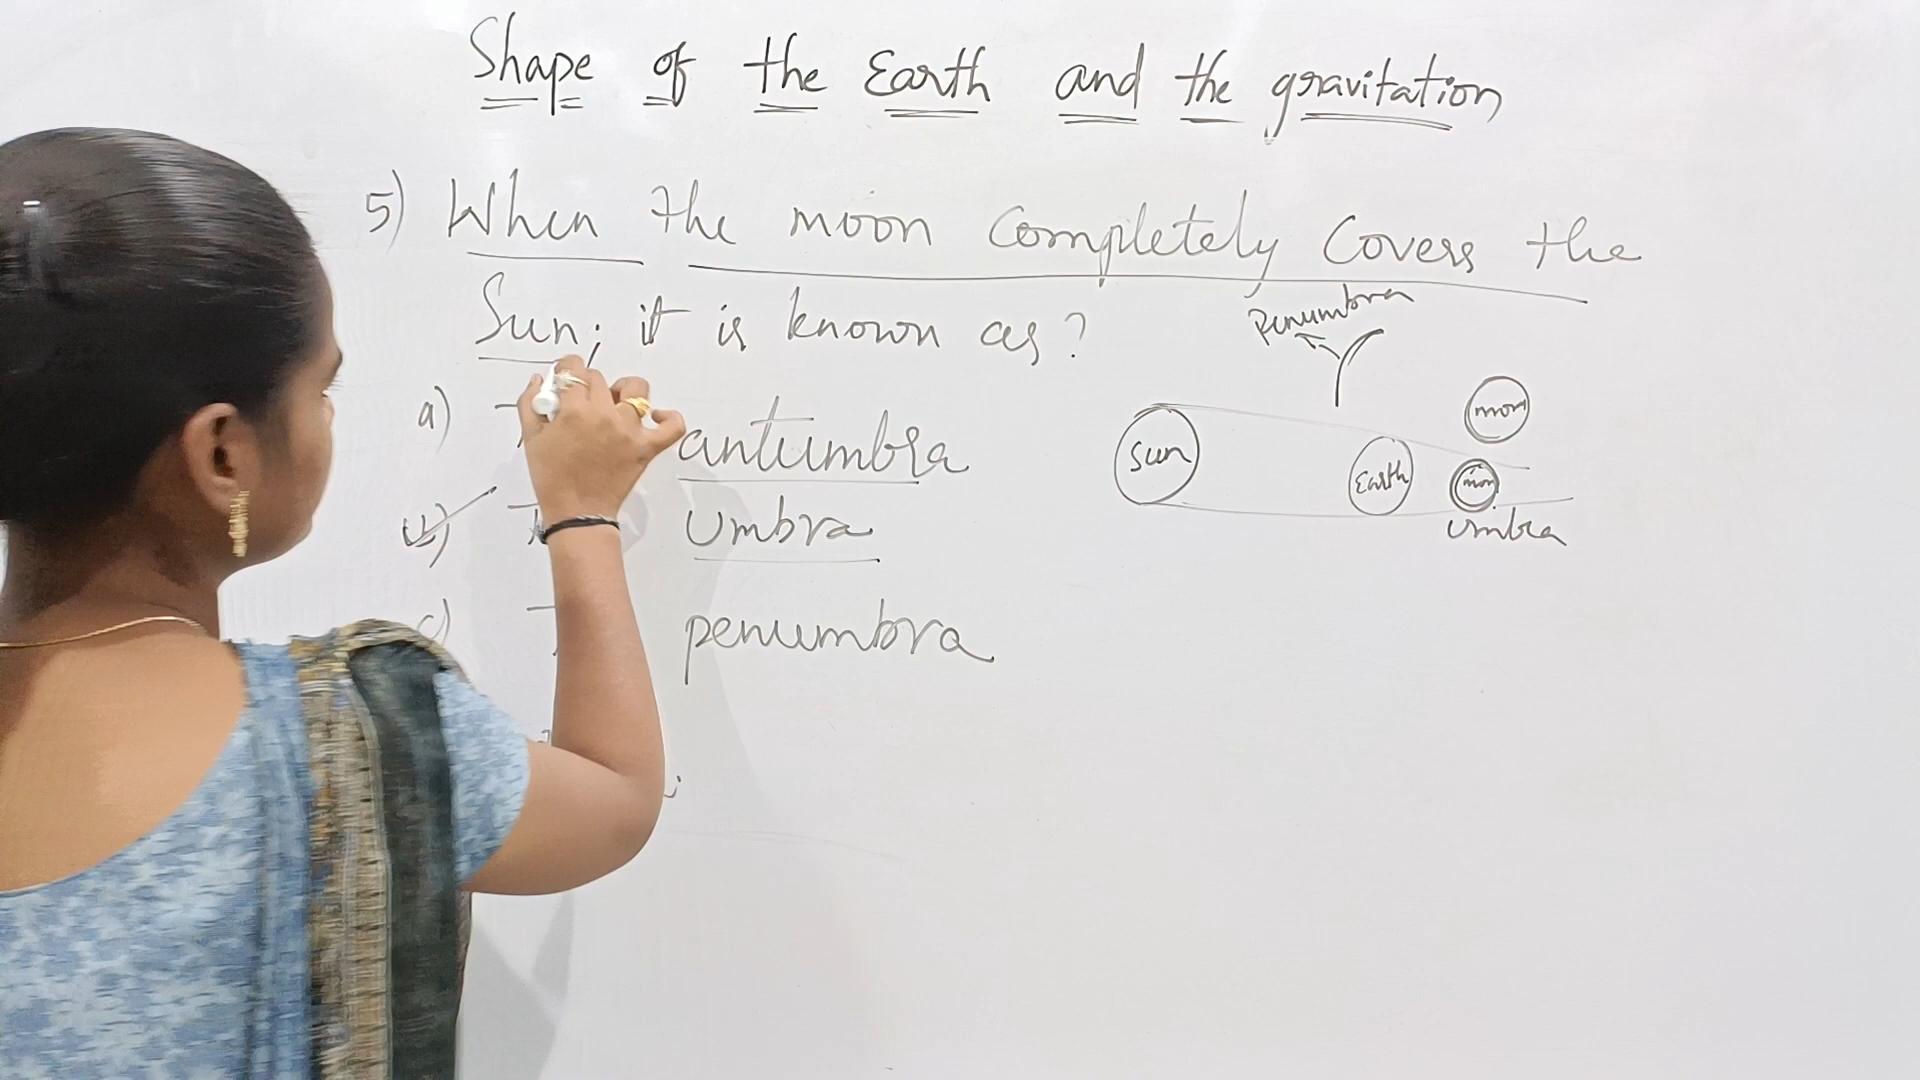 Shape of the Earth and the gravitation
5) When the moon completely covers the
Sun; it is known as?
a) antumbra
b) Umbra
c) penumbra
Penumbra
Sun
Earth
moon
moon
umbra